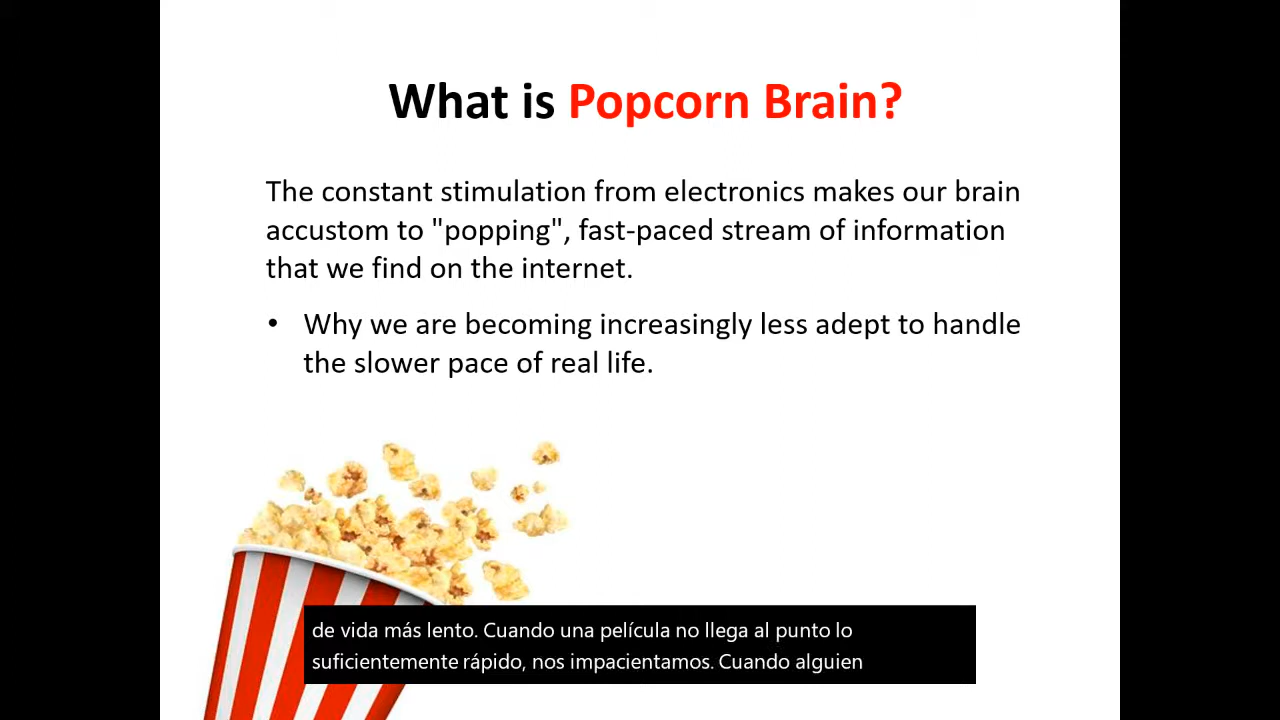 What is Popcorn Brain?
The constant stimulation from electronics makes our brain
accustom to "popping", fast-paced stream of information
that we find on the internet.
• Why we are becoming increasingly less adept to handle
the slower pace of real life.
de vida más lento. Cuando una película no llega al punto lo
suficientemente rápido, nos impacientamos. Cuando alguien